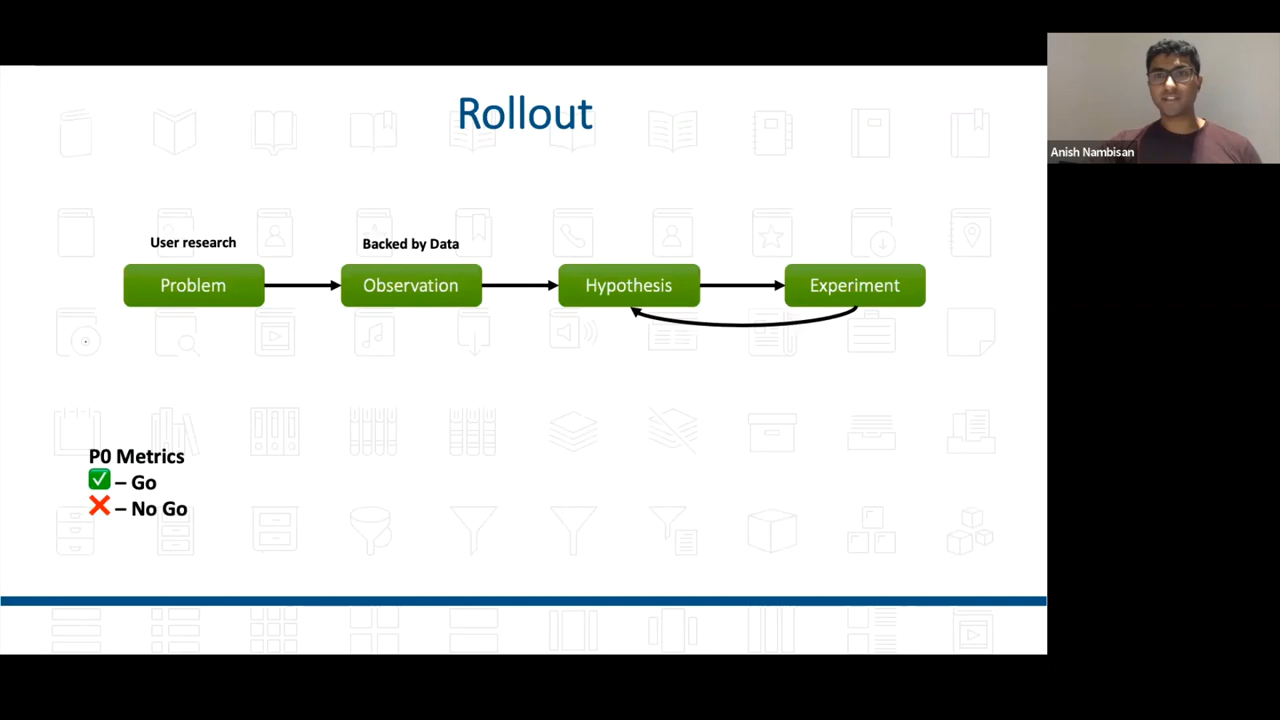 Rollout
Anish Nambisan
User research
Backed by Data
Problem
Observation
Hypothesis
Experiment
P0 Metrics
✅ – Go
❌ – No Go